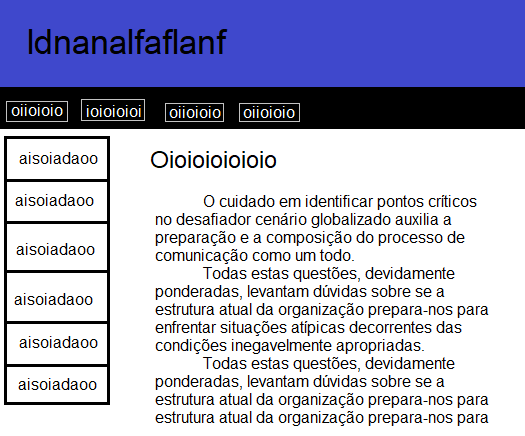 ldnanalfaflanf
oiioioio
ioioioioi
oiioioio
oiioioio
aisoiadaoo
aisoiadaoo
aisoiadaoo
aisoiadaoo
aisoiadaoo
aisoiadaoo
Oioioioioioio
O cuidado em identificar pontos críticos
no desafiador cenário globalizado auxilia a
preparação e a composição do processo de
comunicação como um todo.
Todas estas questões, devidamente
ponderadas, levantam dúvidas sobre se a
estrutura atual da organização prepara-nos para
enfrentar situações atípicas decorrentes das
condições inegavelmente apropriadas.
Todas estas questões, devidamente
ponderadas, levantam dúvidas sobre se a
estrutura atual da organização prepara-nos para
estrutura atual da organização prepara-nos para